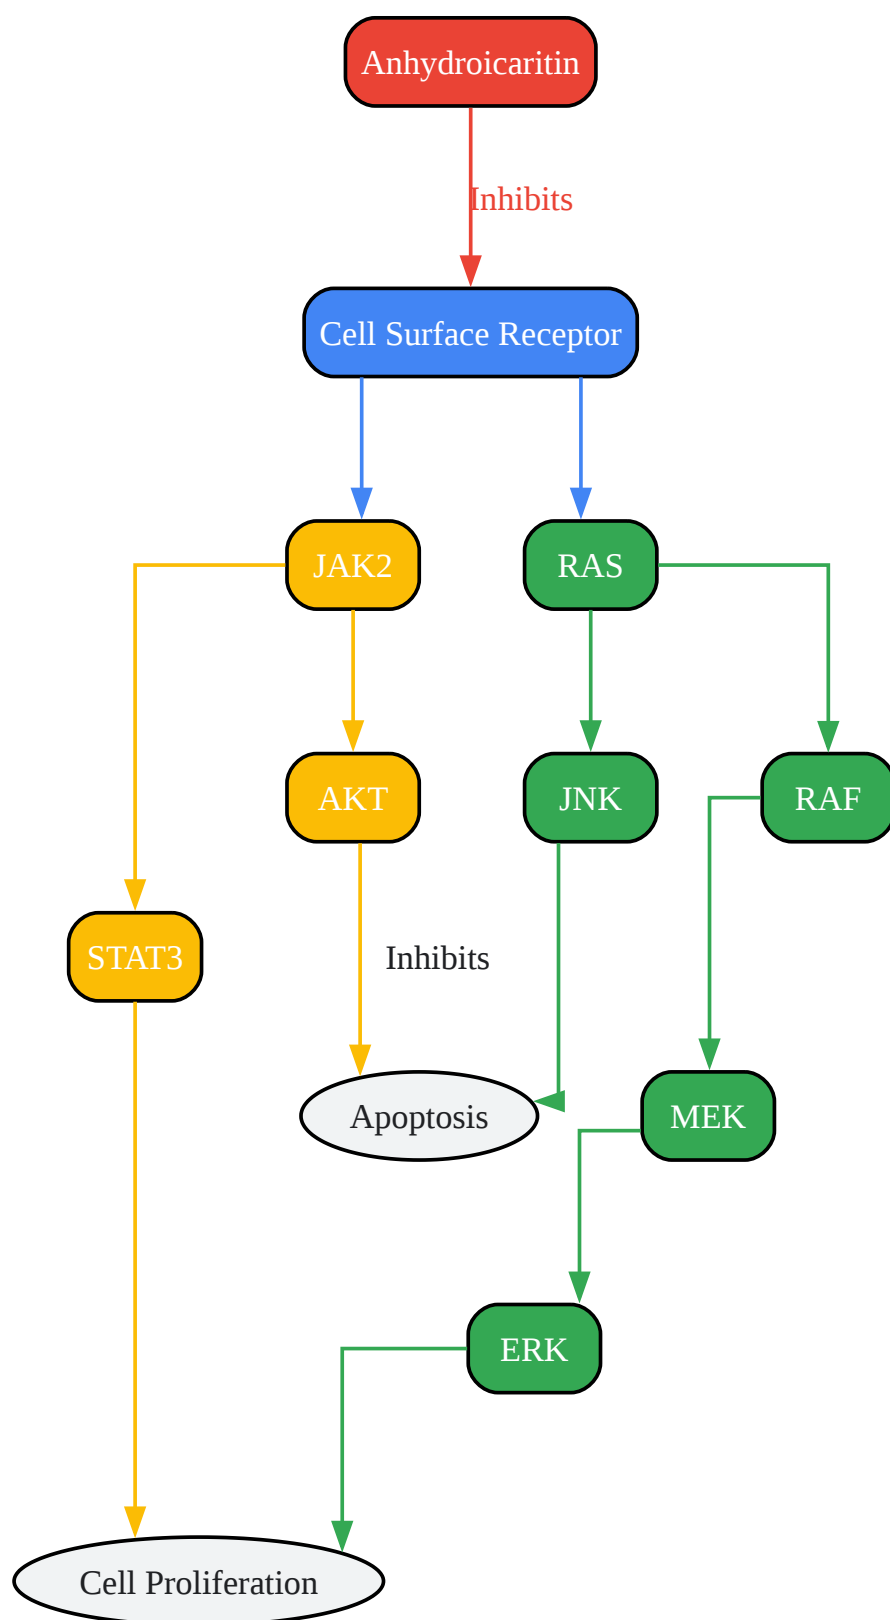 Anhydroicaritin
Inhibits
Cell Surface Receptor
JAK2
RAS
AKT
JNK
RAF
STAT3
Inhibits
Apoptosis
MEK
ERK
Cell Proliferation